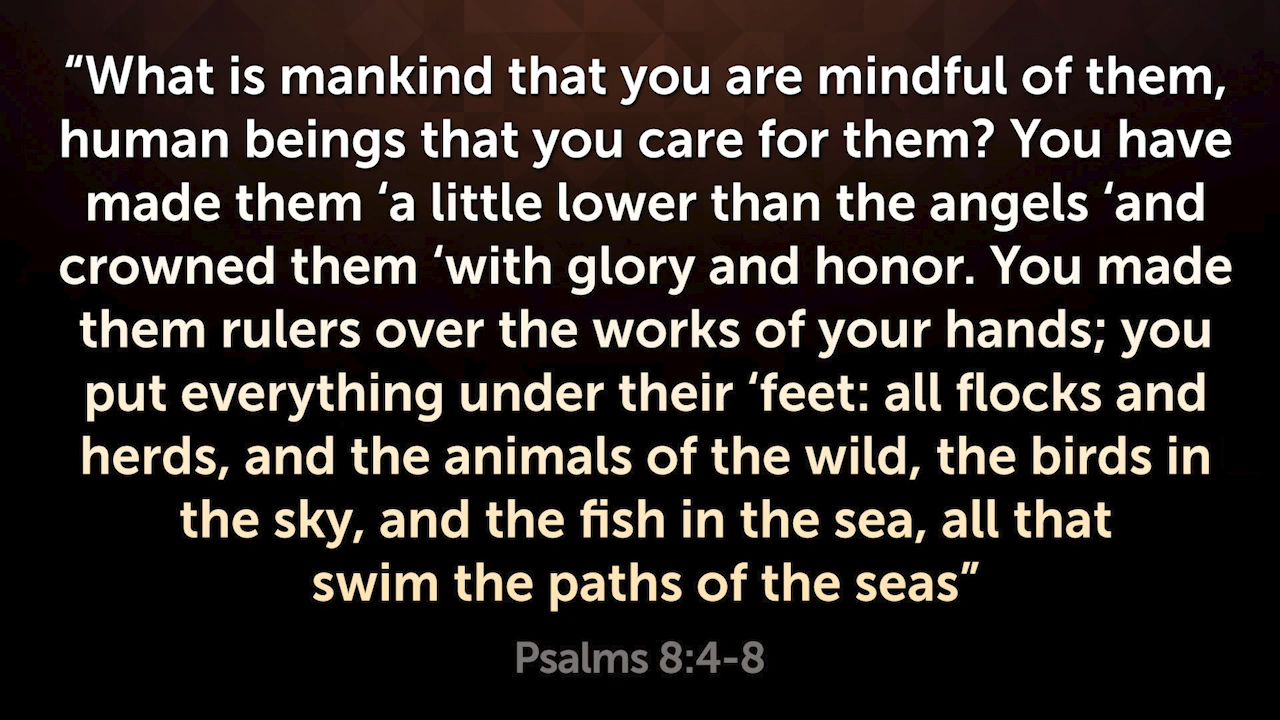 “What is mankind that you are mindful of them,
human beings that you care for them? You have
made them ‘a little lower than the angels ‘and
crowned them ‘with glory and honor. You made
them rulers over the works of your hands; you
put everything under their ‘feet: all flocks and
herds, and the animals of the wild, the birds in
the sky, and the fish in the sea, all that
swim the paths of the seas”
Psalms 8:4-8